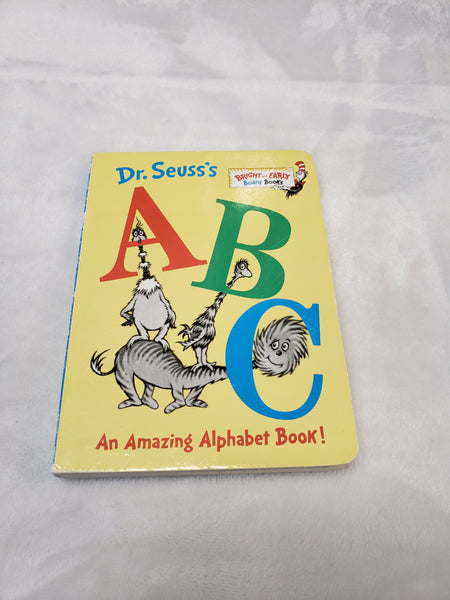 Dr. Seuss's
BRIGHT and EARLY
Board Books
A
B
C
An Amazing Alphabet Book!